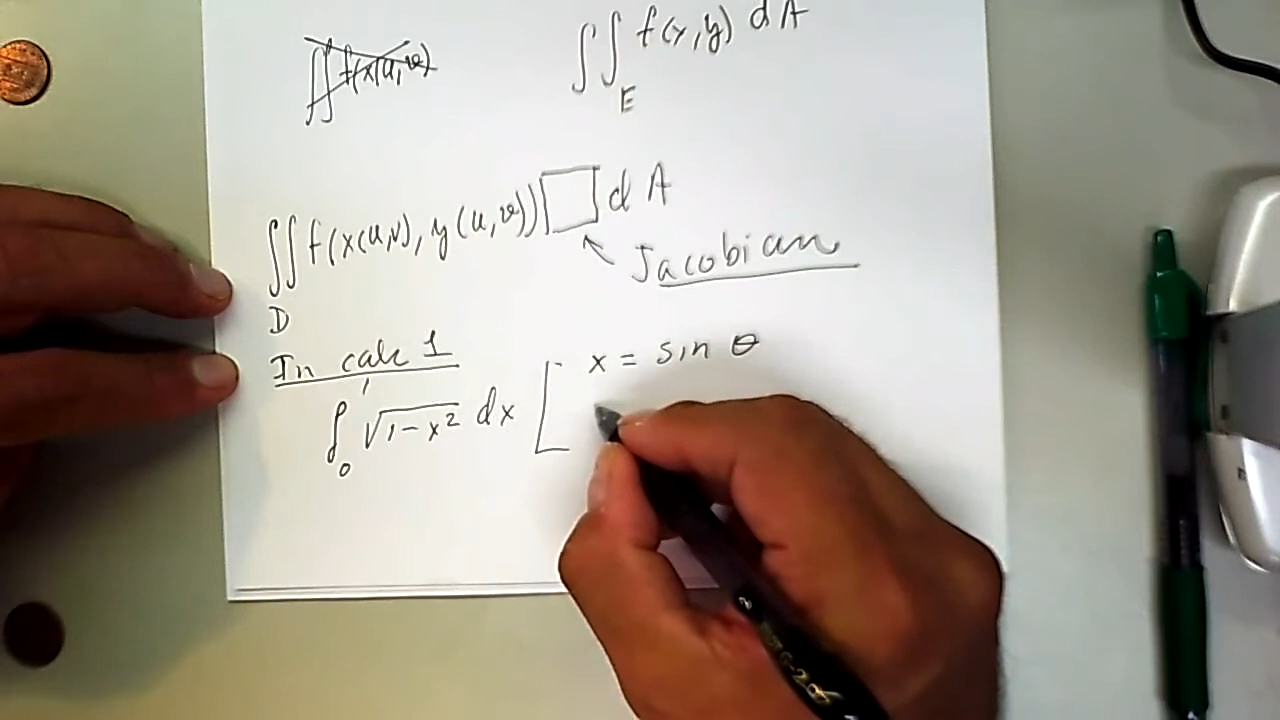 ∬ f(x(u,v)
∬_E f(x,y) dA
∬_D f(x(u,v), y(u,v)) □ dA
Jacobian
In calc 1
∫_0^1 √(1-x²) dx [ x = sin θ